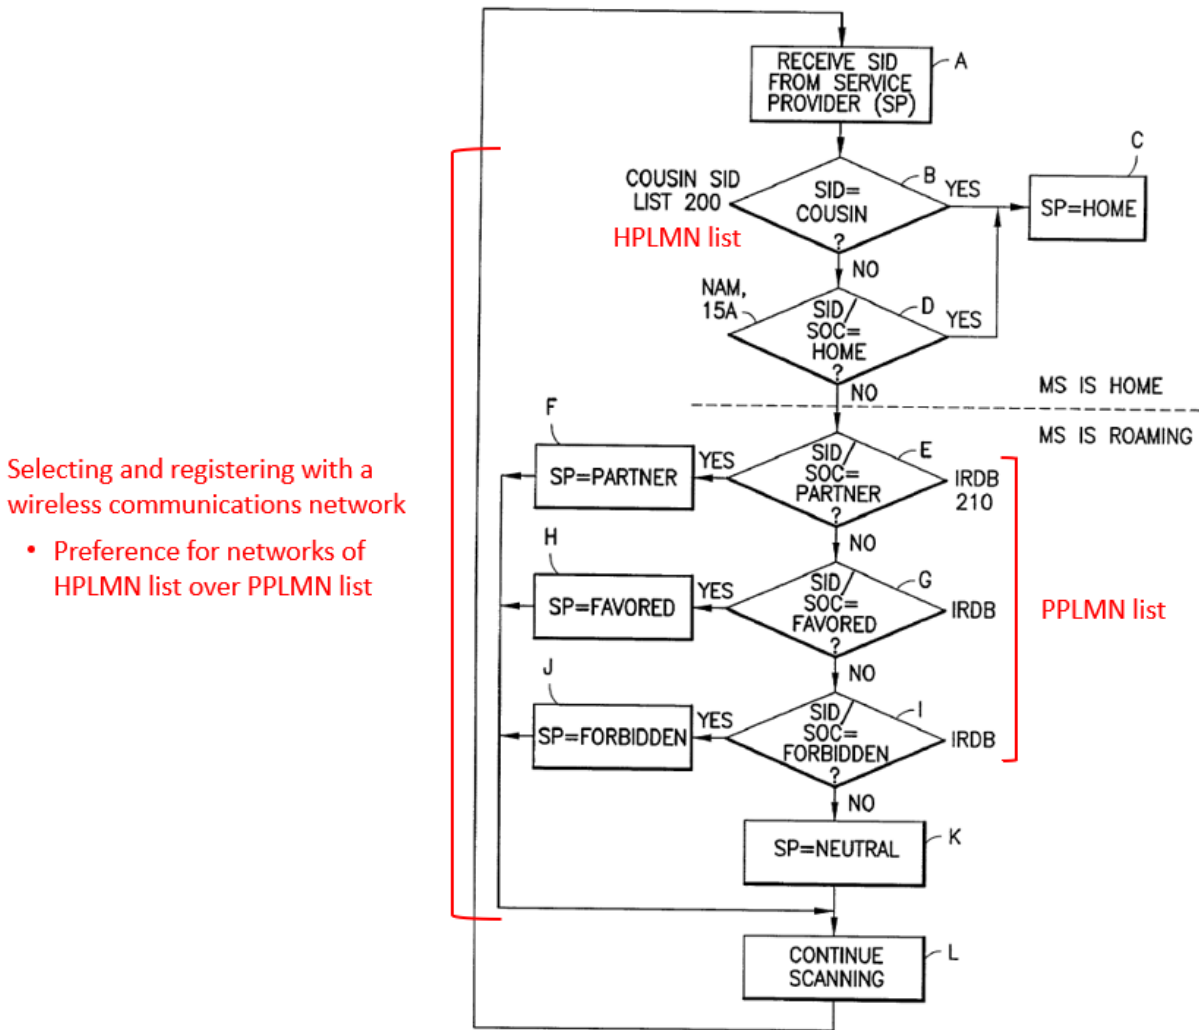 RECEIVE SID
FROM SERVICE
PROVIDER (SP)
A
COUSIN SID
LIST 200
HPLMN list
SID=
COUSIN
?
B
YES
NO
C
SP=HOME
NAM,
15A
SID/
SOC=
HOME
?
D
YES
NO
MS IS HOME
MS IS ROAMING
F
SP=PARTNER
YES
SID/
SOC=
PARTNER
?
E
IRDB
210
NO
Selecting and registering with a
wireless communications network
• Preference for networks of
HPLMN list over PPLMN list
H
SP=FAVORED
YES
SID/
SOC=
FAVORED
?
G
IRDB
NO
PPLMN list
J
SP=FORBIDDEN
YES
SID/
SOC=
FORBIDDEN
?
I
IRDB
NO
SP=NEUTRAL
K
CONTINUE
SCANNING
L